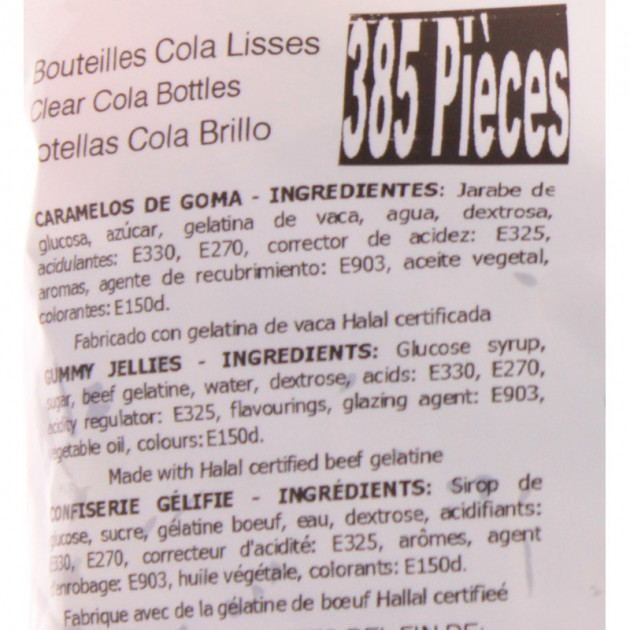 Bouteilles Cola Lisses
Clear Cola Bottles
otellas Cola Brillo
385 Pièces
CARAMELOS DE GOMA - INGREDIENTES: Jarabe de
glucosa, azúcar, gelatina de vaca, agua, dextrosa,
acidulantes: E330, E270, corrector de acidez: E325,
aromas, agente de recubrimiento: E903, aceite vegetal,
colorantes: E150d.
Fabricado con gelatina de vaca Halal certificada
GUMMY JELLIES - INGREDIENTS: Glucose syrup,
sugar, beef gelatine, water, dextrose, acids: E330, E270,
acidity regulator: E325, flavourings, glazing agent: E903,
vegetable oil, colours: E150d.
Made with Halal certified beef gelatine
CONFISERIE GÉLIFIE - INGRÉDIENTS: Sirop de
glucose, sucre, gélatine boeuf, eau, dextrose, acidifiants:
E330, E270, correcteur d'acidité: E325, arômes, agent
d'enrobage: E903, huile végétale, colorants: E150d.
Fabrique avec de la gélatine de bœuf Hallal certifieé